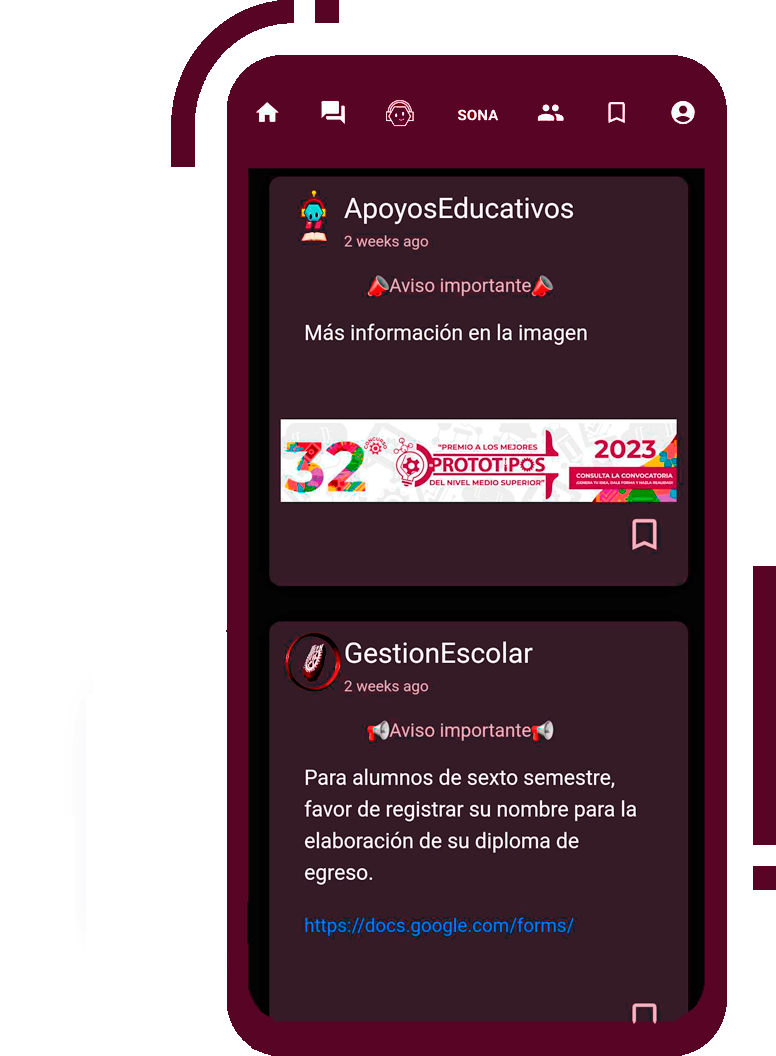 SONA
ApoyosEducativos
2 weeks ago
📣Aviso importante📣
Más información en la imagen
32
CONCURSO
"PREMIO A LOS MEJORES
PROTOTIPOS
DEL NIVEL MEDIO SUPERIOR"
2023
CONSULTA LA CONVOCATORIA
¡GENERA TU IDEA, DALE FORMA Y HAZLA REALIDAD!
GestionEscolar
2 weeks ago
📢Aviso importante📢
Para alumnos de sexto semestre,
favor de registrar su nombre para la
elaboración de su diploma de
egreso.
https://docs.google.com/forms/